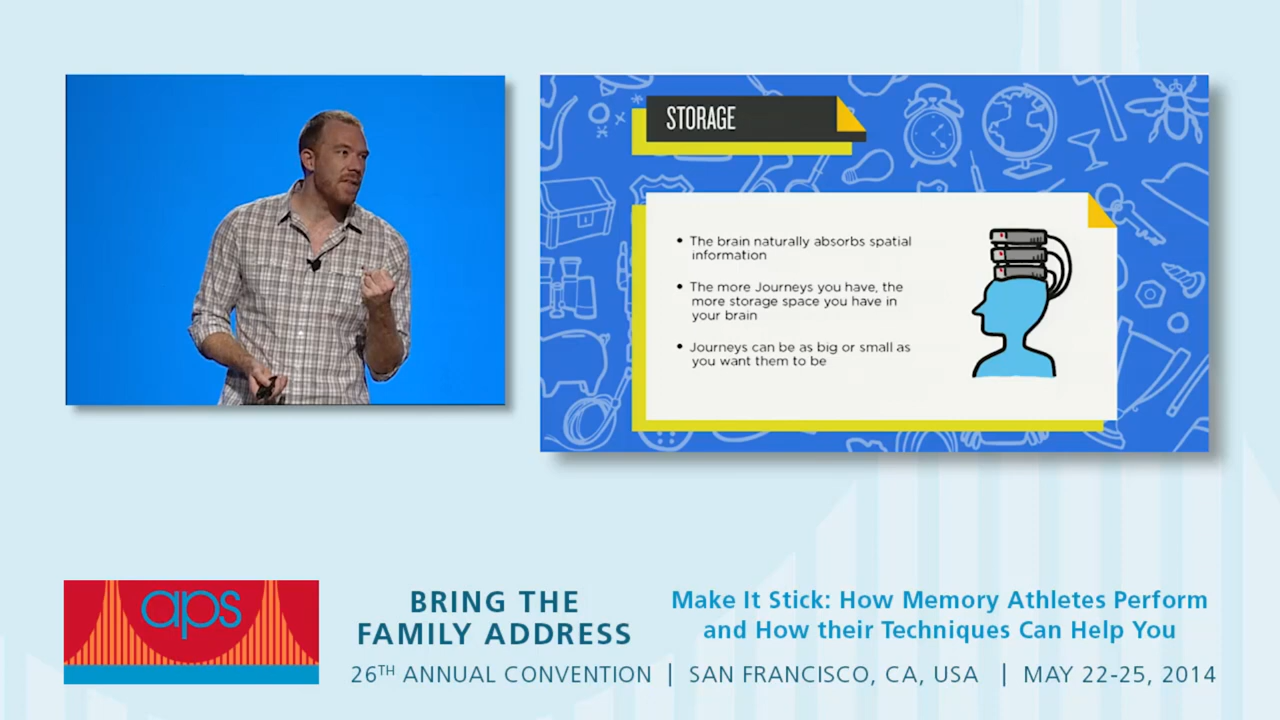 STORAGE
• The brain naturally absorbs spatial
information
• The more Journeys you have, the
more storage space you have in
your brain
• Journeys can be as big or small as
you want them to be
aps
BRING THE
FAMILY ADDRESS
Make It Stick: How Memory Athletes Perform
and How their Techniques Can Help You
26TH ANNUAL CONVENTION | SAN FRANCISCO, CA, USA | MAY 22-25, 2014